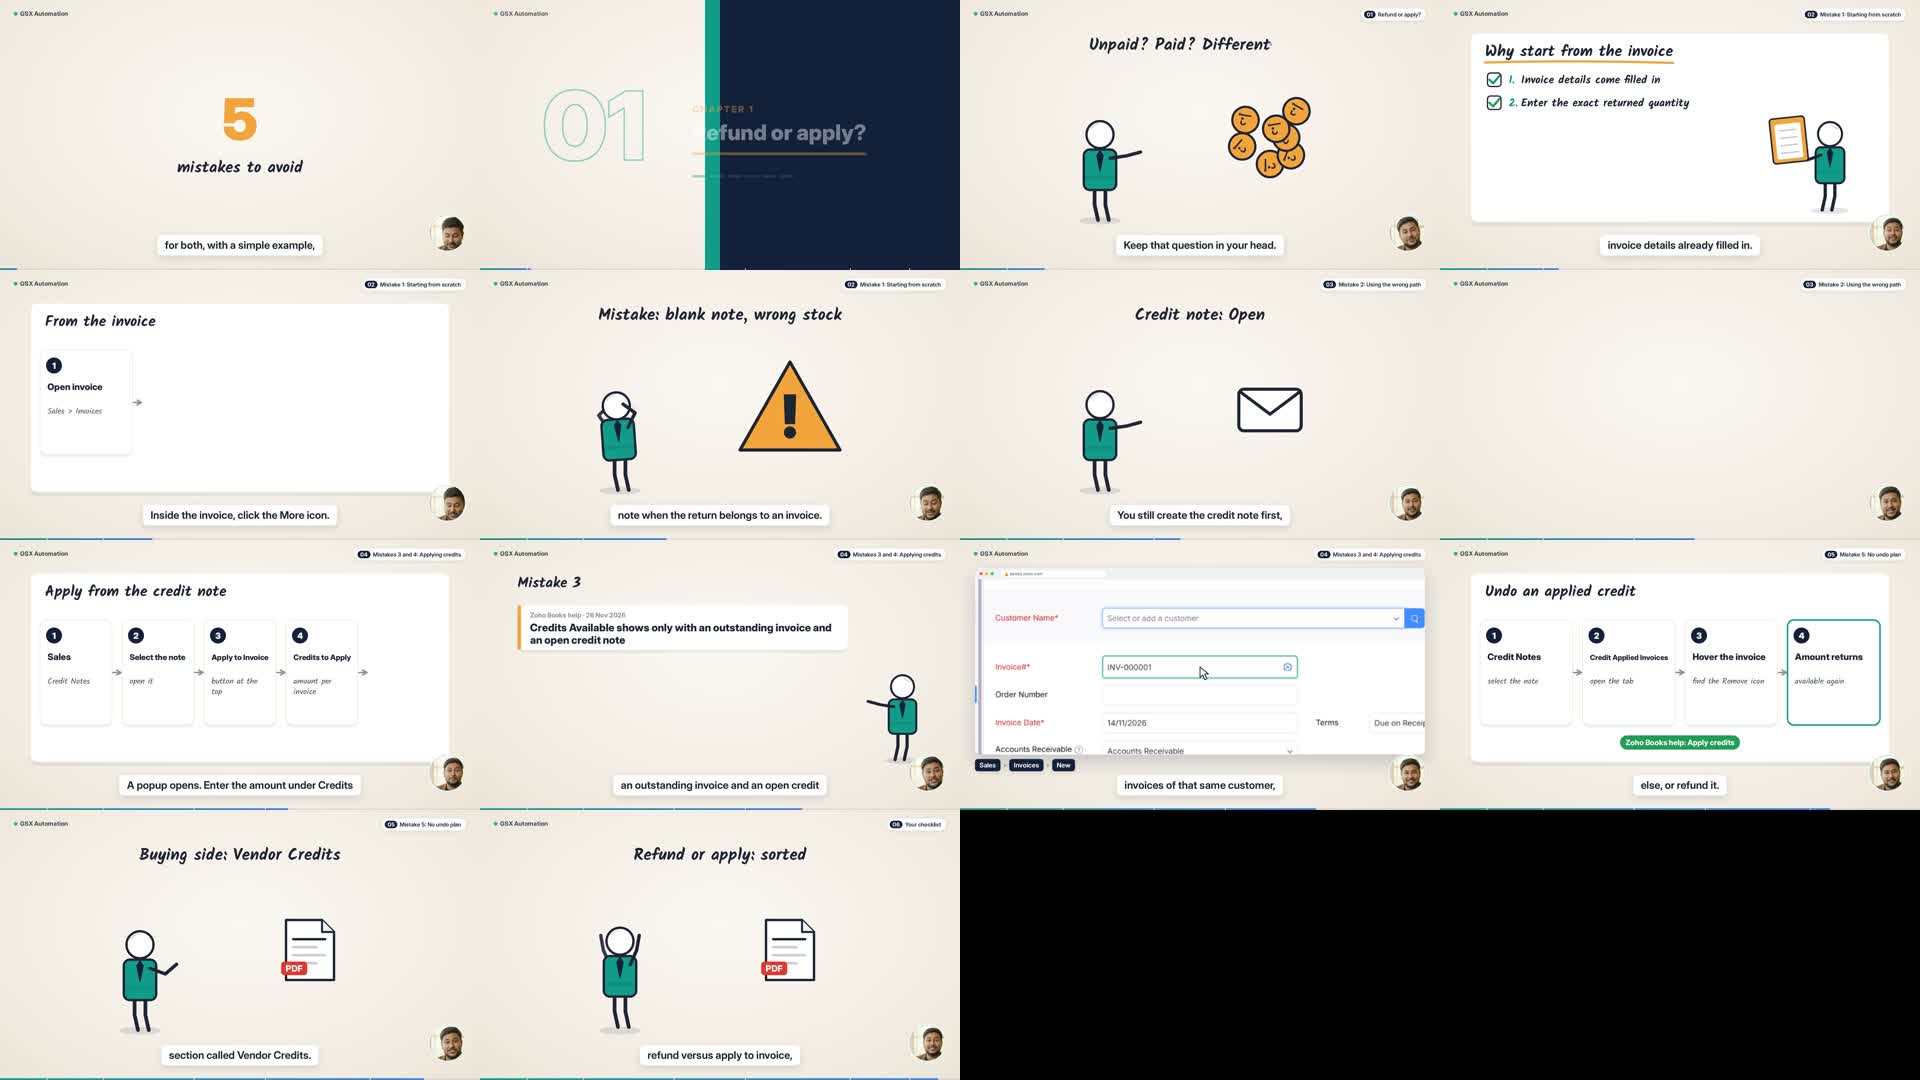 GSX Automation
5
mistakes to avoid
for both, with a simple example,
GSX Automation
01
CHAPTER 1
Refund or apply?
GSX Automation
01 Refund or apply?
Unpaid? Paid? Different
Keep that question in your head.
GSX Automation
02 Mistake 1: Starting from scratch
Why start from the invoice
1. Invoice details come filled in
2. Enter the exact returned quantity
invoice details already filled in.
GSX Automation
02 Mistake 1: Starting from scratch
From the invoice
1
Open invoice
Sales > Invoices
Inside the invoice, click the More icon.
GSX Automation
02 Mistake 1: Starting from scratch
Mistake: blank note, wrong stock
note when the return belongs to an invoice.
GSX Automation
03 Mistake 2: Using the wrong path
Credit note: Open
You still create the credit note first,
GSX Automation
03 Mistake 2: Using the wrong path
GSX Automation
04 Mistakes 3 and 4: Applying credits
Apply from the credit note
1
Sales
Credit Notes
2
Select the note
open it
3
Apply to Invoice
button at the
top
4
Credits to Apply
amount per
invoice
A popup opens. Enter the amount under Credits
GSX Automation
04 Mistakes 3 and 4: Applying credits
Mistake 3
Zoho Books help · 26 Nov 2026
Credits Available shows only with an outstanding invoice and
an open credit note
an outstanding invoice and an open credit
GSX Automation
04 Mistakes 3 and 4: Applying credits
Customer Name*
Select or add a customer
Invoice#*
INV-000001
Order Number
Invoice Date*
14/11/2026
Terms
Due on Receip
Accounts Receivable
Accounts Receivable
Sales
Invoices
New
invoices of that same customer,
GSX Automation
05 Mistake 5: No undo plan
Undo an applied credit
1
Credit Notes
select the note
2
Credit Applied Invoices
open the tab
3
Hover the invoice
find the Remove icon
4
Amount returns
available again
Zoho Books help: Apply credits
else, or refund it.
GSX Automation
05 Mistake 5: No undo plan
Buying side: Vendor Credits
PDF
section called Vendor Credits.
GSX Automation
06 Your checklist
Refund or apply: sorted
PDF
refund versus apply to invoice,